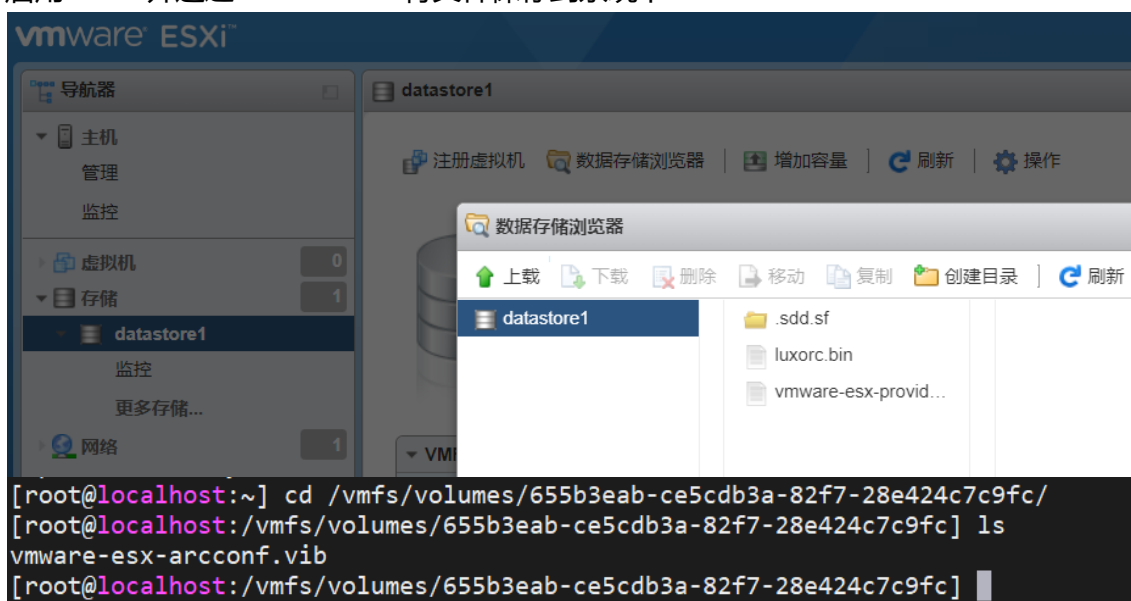 vmware ESXi™
导航器
datastore1
主机
管理
监控
注册虚拟机 数据存储浏览器 增加容量 刷新 操作
数据存储浏览器
虚拟机 0
上载 下载 删除 移动 复制 创建目录 刷新
存储 1
datastore1
.sdd.sf
datastore1
luxorc.bin
监控
vmware-esx-provid...
更多存储...
网络 1
[root@localhost:~] cd /vmfs/volumes/655b3eab-ce5cdb3a-82f7-28e424c7c9fc/
[root@localhost:/vmfs/volumes/655b3eab-ce5cdb3a-82f7-28e424c7c9fc] ls
vmware-esx-arcconf.vib
[root@localhost:/vmfs/volumes/655b3eab-ce5cdb3a-82f7-28e424c7c9fc]